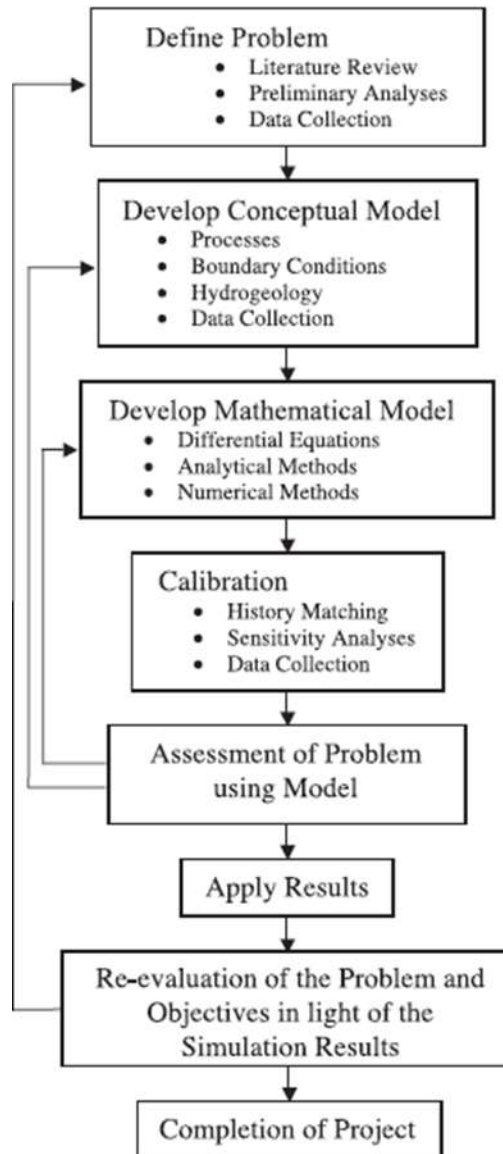 Define Problem
• Literature Review
• Preliminary Analyses
• Data Collection
Develop Conceptual Model
• Processes
• Boundary Conditions
• Hydrogeology
• Data Collection
Develop Mathematical Model
• Differential Equations
• Analytical Methods
• Numerical Methods
Calibration
• History Matching
• Sensitivity Analyses
• Data Collection
Assessment of Problem
using Model
Apply Results
Re-evaluation of the Problem and
Objectives in light of the
Simulation Results
Completion of Project